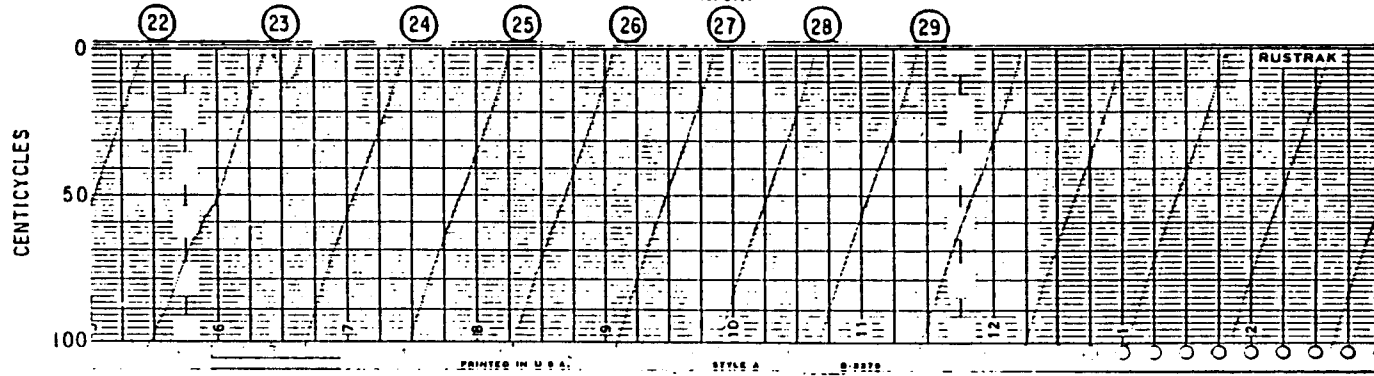 22 23 24 25 26 27 28 29
0
RUSTRAK
CENTICYCLES
50
100
6 7 8 9 10 11 12 1 2
PRINTED IN U S A. STYLE A